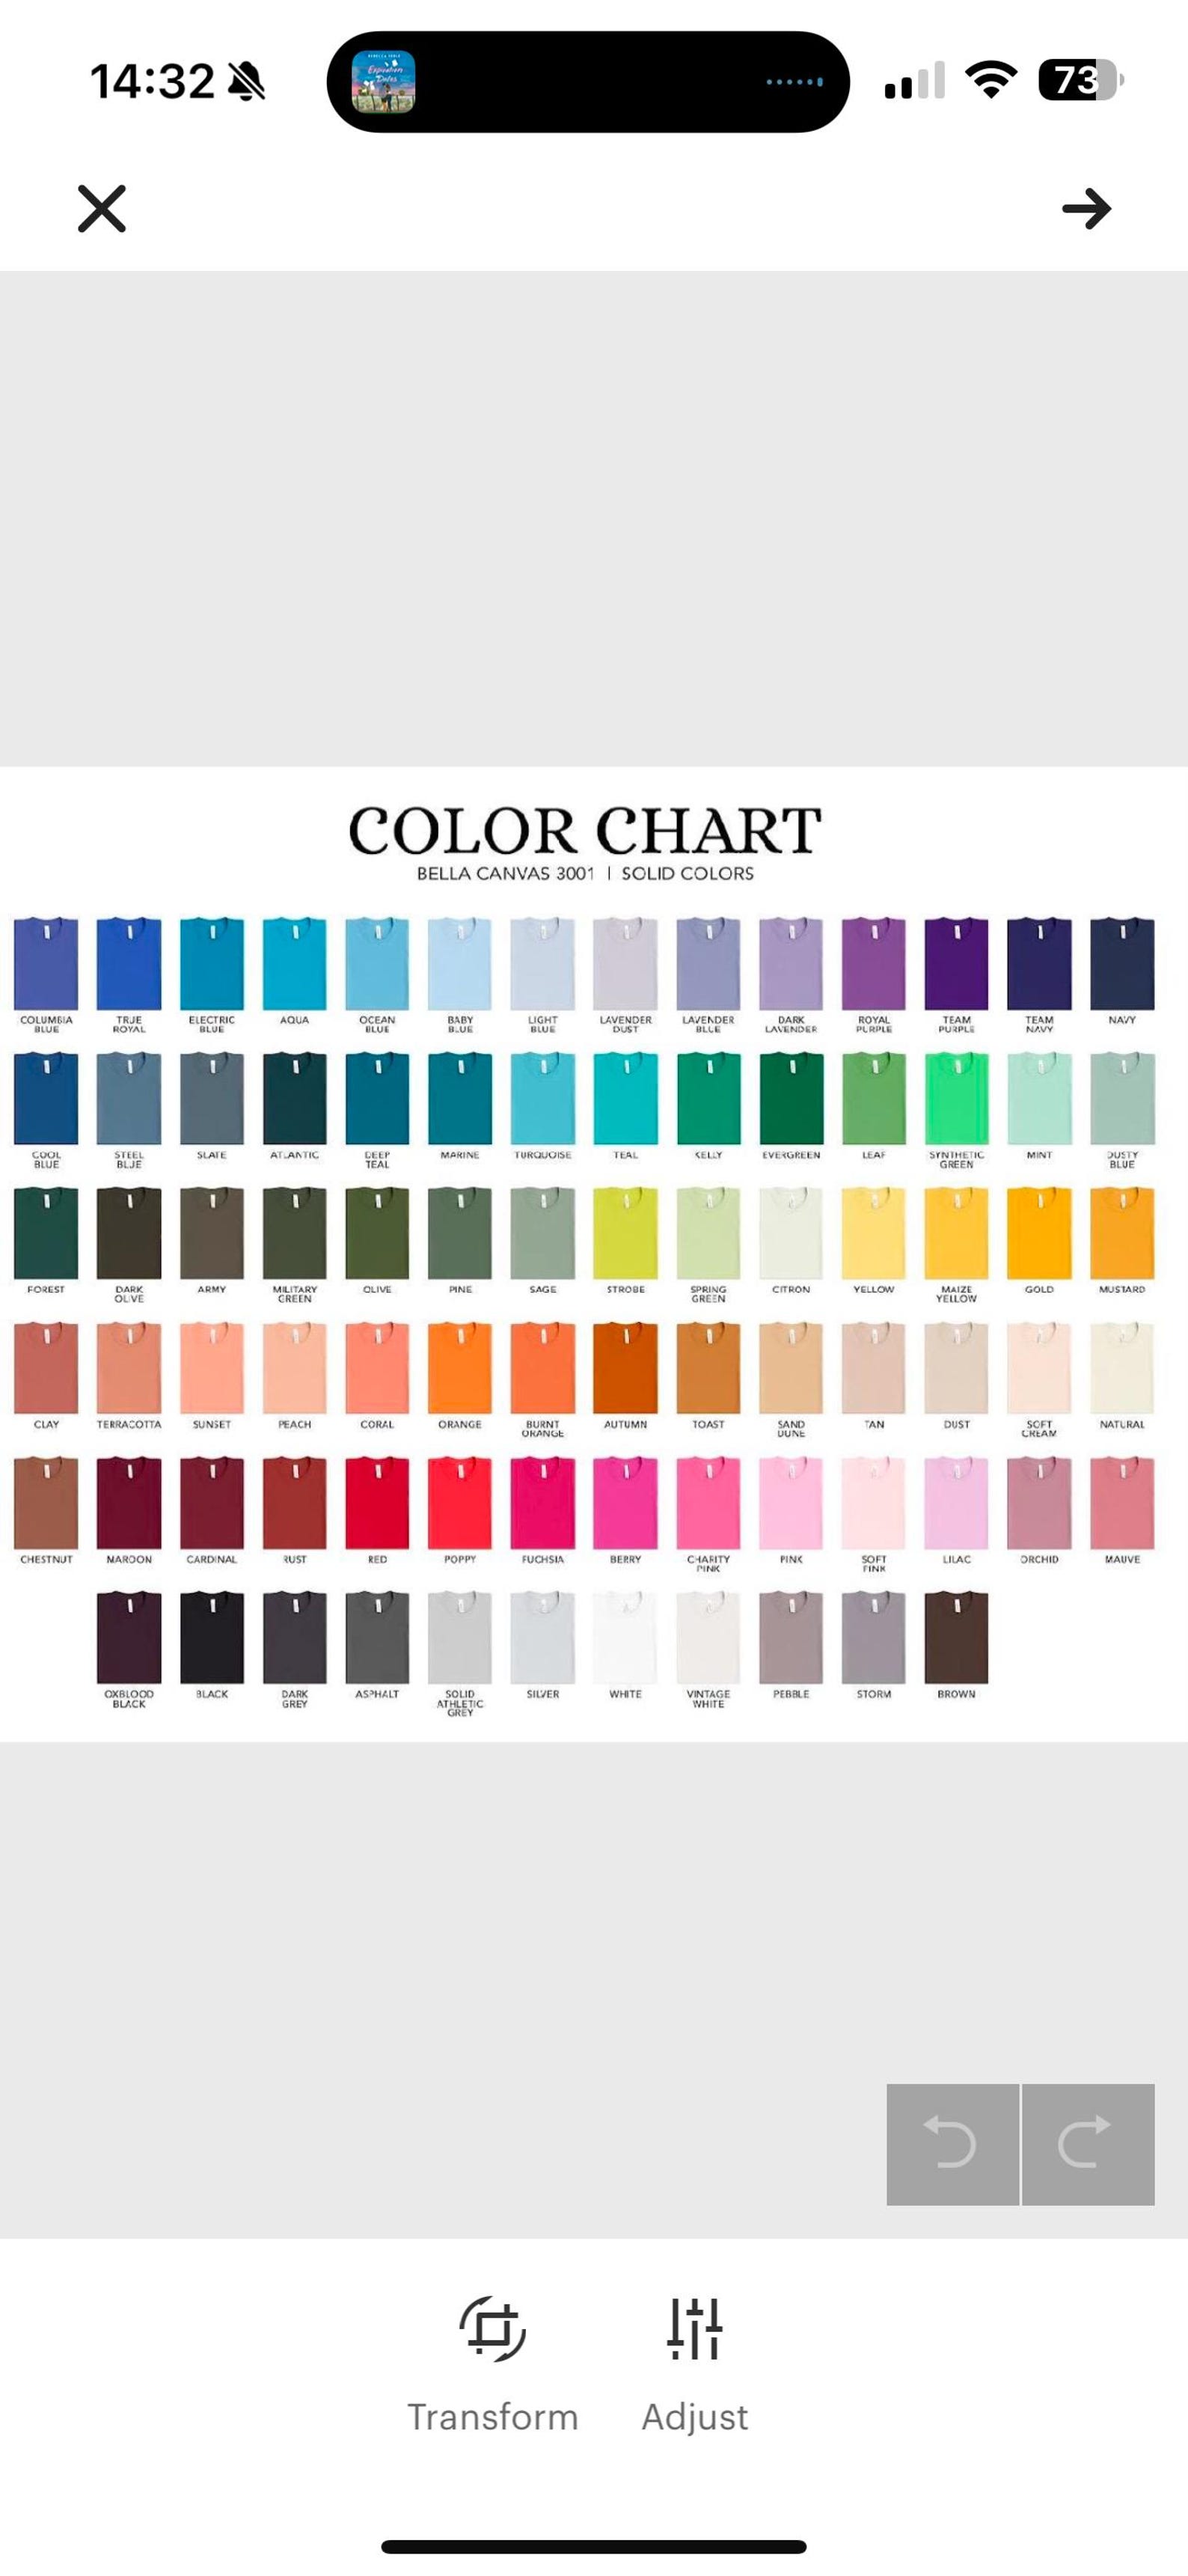 14:32
Expiration
Dates
73
COLOR CHART
BELLA CANVAS 3001 | SOLID COLORS
COLUMBIA BLUE
TRUE ROYAL
ELECTRIC BLUE
AQUA
OCEAN BLUE
BABY BLUE
LIGHT BLUE
LAVENDER DUST
LAVENDER BLUE
DARK LAVENDER
ROYAL PURPLE
TEAM PURPLE
TEAM NAVY
NAVY
COOL BLUE
STEEL BLUE
SLATE
ATLANTIC
DEEP TEAL
MARINE
TURQUOISE
TEAL
KELLY
EVERGREEN
LEAF
SYNTHETIC GREEN
MINT
DUSTY BLUE
FOREST
DARK OLIVE
ARMY
MILITARY GREEN
OLIVE
PINE
SAGE
STROBE
SPRING GREEN
CITRON
YELLOW
MAIZE YELLOW
GOLD
MUSTARD
CLAY
TERRACOTTA
SUNSET
PEACH
CORAL
ORANGE
BURNT ORANGE
AUTUMN
TOAST
SAND DUNE
TAN
DUST
SOFT CREAM
NATURAL
CHESTNUT
MAROON
CARDINAL
RUST
RED
POPPY
FUCHSIA
BERRY
CHARITY PINK
PINK
SOFT PINK
LILAC
ORCHID
MAUVE
OXBLOOD BLACK
BLACK
DARK GREY
ASPHALT
SOLID ATHLETIC GREY
SILVER
WHITE
VINTAGE WHITE
PEBBLE
STORM
BROWN
Transform
Adjust